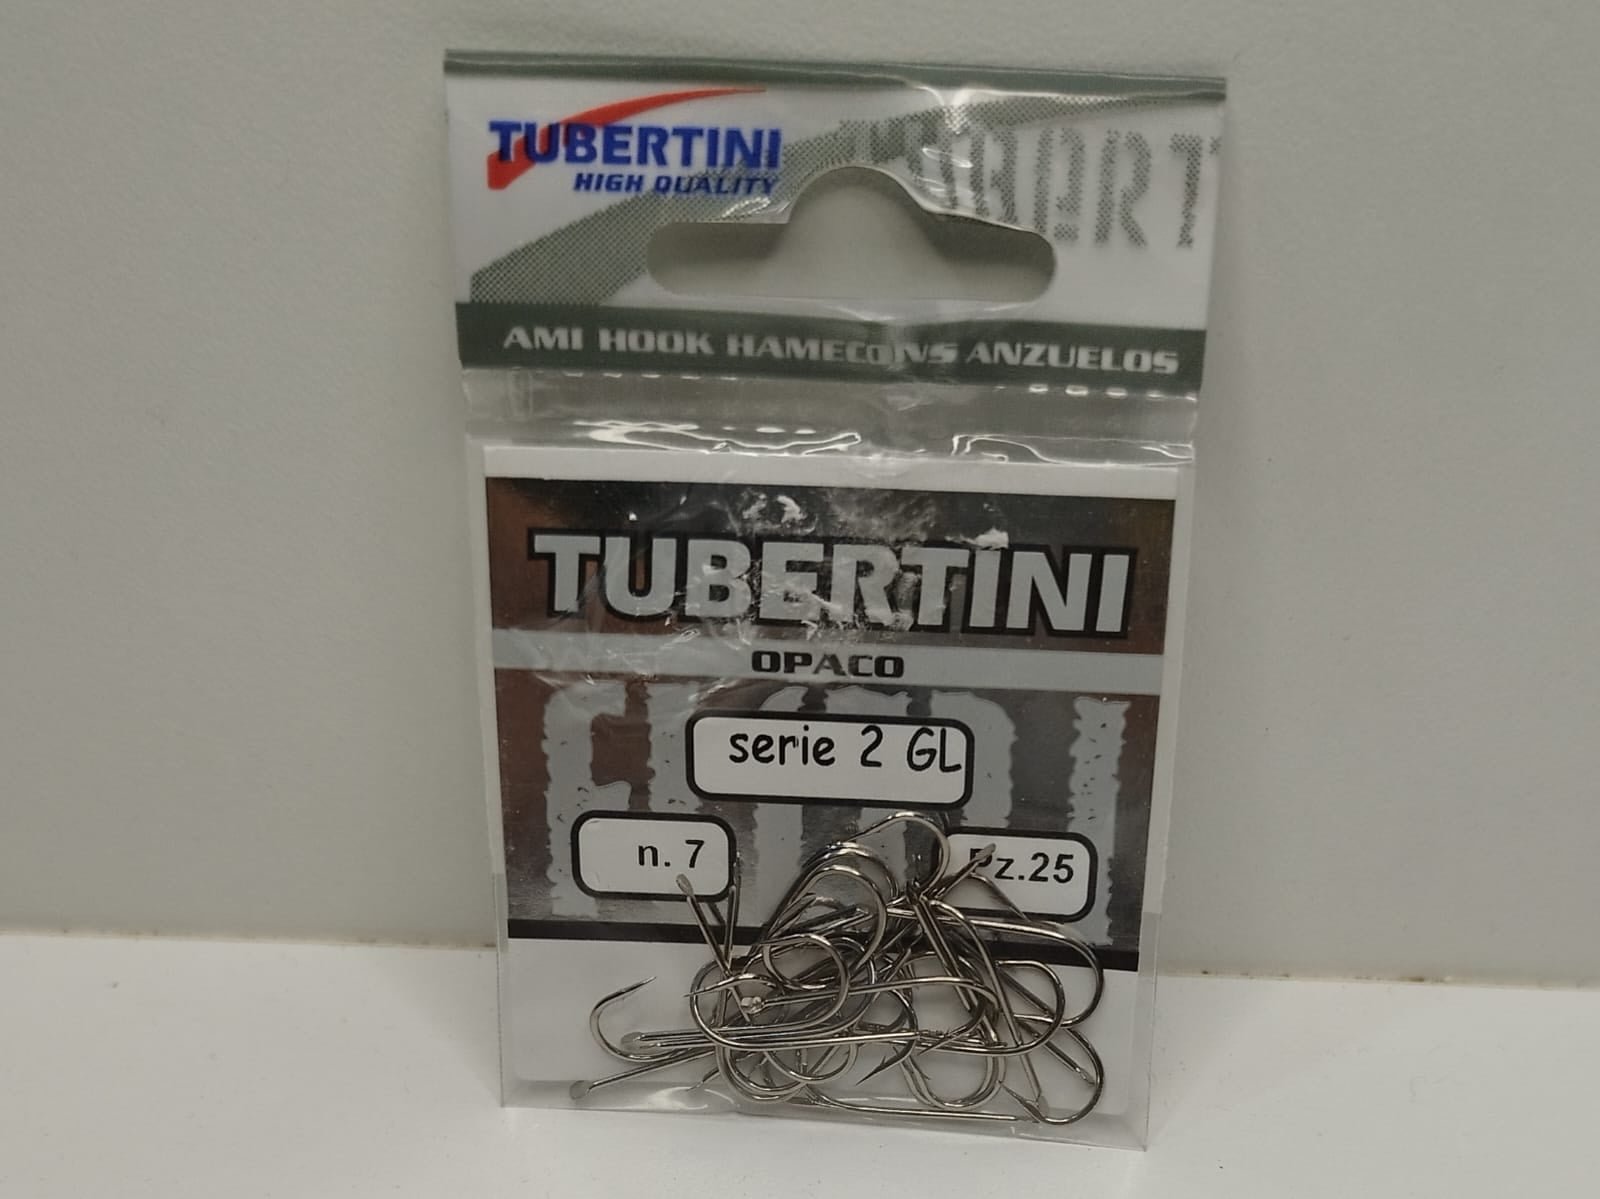 TUBERTINI
HIGH QUALITY
AMI HOOK HAMECONS ANZUELOS
TUBERTINI
OPACO
serie 2 GL
n. 7
Pz.25